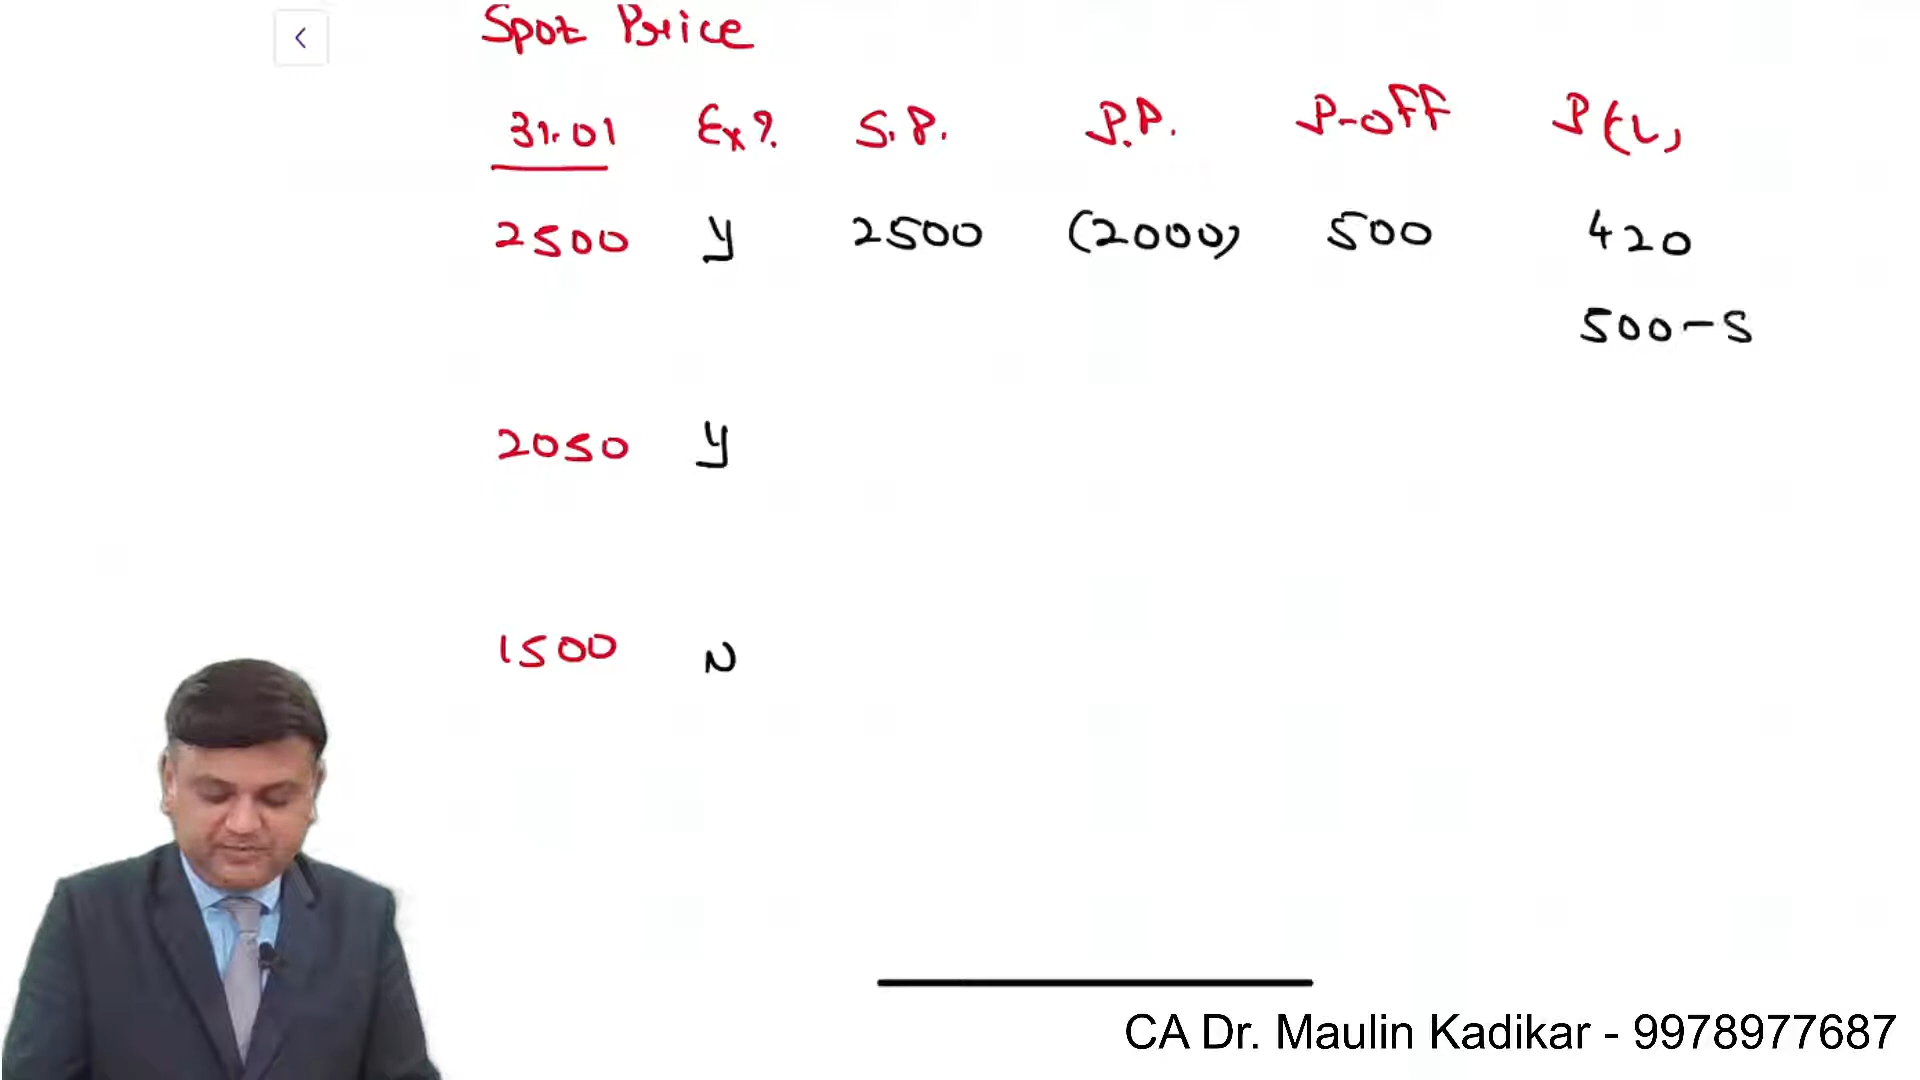 Spot Price
31.01 Ex? S.P. P.P. P-off P(L)
2500 y 2500 (2000) 500 420
500-S
2050 y
1500 N
CA Dr. Maulin Kadikar - 9978977687